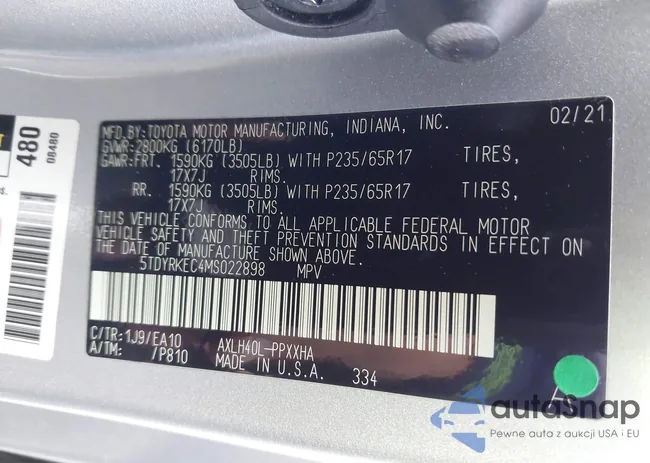 480
08480
s.
MFD.BY: TOYOTA MOTOR MANUFACTURING, INDIANA, INC. 02/21
GVWR: 2800KG (6170LB)
GAWR: FRT. 1590KG (3505LB) WITH P235/65R17 TIRES,
17X7J RIMS.
RR. 1590KG (3505LB) WITH P235/65R17 TIRES,
17X7J RIMS.
THIS VEHICLE CONFORMS TO ALL APPLICABLE FEDERAL MOTOR
VEHICLE SAFETY AND THEFT PREVENTION STANDARDS IN EFFECT ON
THE DATE OF MANUFACTURE SHOWN ABOVE.
5TDYRKEC4MS022898 MPV
C/TR: 1J9/EA10 AXLH40L-PPXXHA
A/TM: /P810 MADE IN U.S.A. 334
autoSnap
Pewne auta z aukcji USA i EU